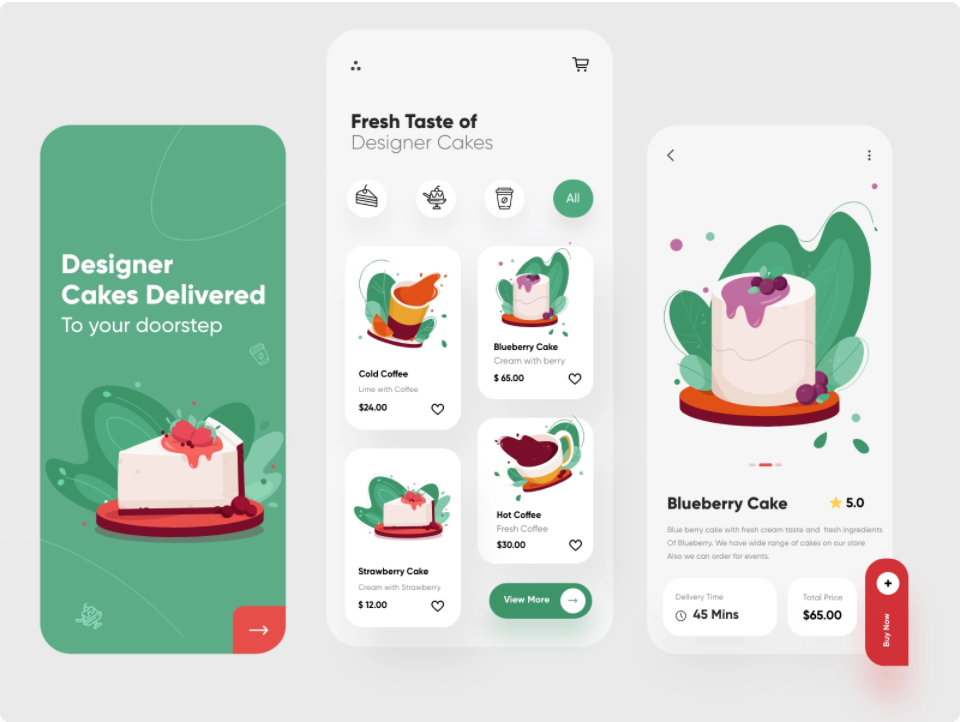 Designer
Cakes Delivered
To your doorstep
Fresh Taste of
Designer Cakes
All
Cold Coffee
Lime with Coffee
$24.00
Blueberry Cake
Cream with berry
$ 65.00
Strawberry Cake
Cream with Strawberry
$ 12.00
Hot Coffee
Fresh Coffee
$30.00
View More
Blueberry Cake
5.0
Blue berry cake with fresh cream taste and fresh ingredients
Of Blueberry. We have wide range of cakes on our store
Also we can order for events.
Delivery Time
45 Mins
Total Price
$65.00
Buy Now